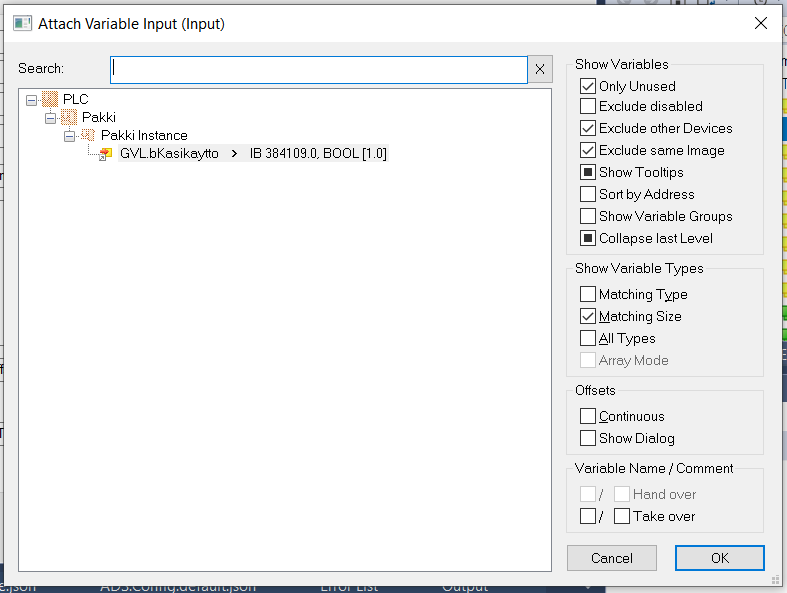 Attach Variable Input (Input)
Search:
PLC
Pakki
Pakki Instance
GVL.bKasikaytto > IB 384109.0, BOOL [1.0]
Show Variables
Only Unused
Exclude disabled
Exclude other Devices
Exclude same Image
Show Tooltips
Sort by Address
Show Variable Groups
Collapse last Level
Show Variable Types
Matching Type
Matching Size
All Types
Array Mode
Offsets
Continuous
Show Dialog
Variable Name / Comment
/ Hand over
/ Take over
Cancel
OK
e.json ADS.Config.default.json Error List Output